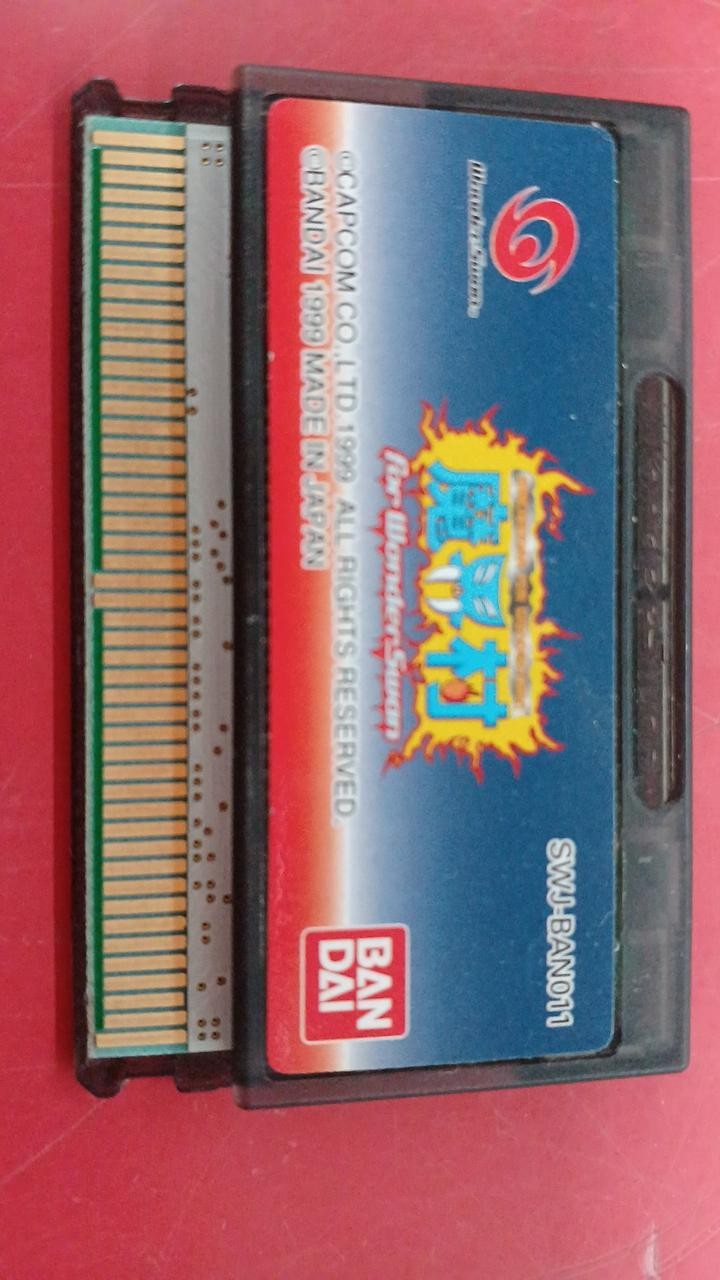 WonderSwan
SWJ-BAN011
魔界村
for WonderSwan
©CAPCOM CO.,LTD 1999 ALL RIGHTS RESERVED.
©BANDAI 1999 MADE IN JAPAN
BAN
DAI